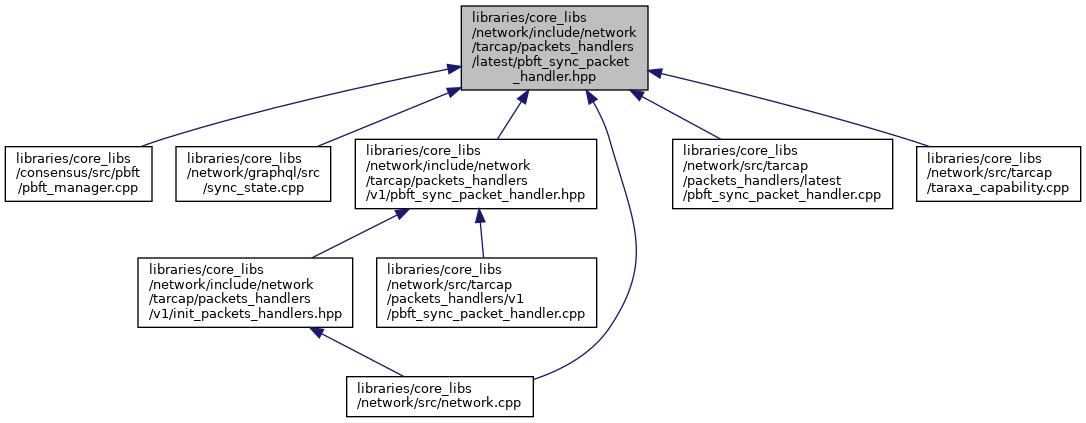 libraries/core_libs
/network/include/network
/tarcap/packets_handlers
/latest/pbft_sync_packet
_handler.hpp
libraries/core_libs
/consensus/src/pbft
/pbft_manager.cpp
libraries/core_libs
/network/graphql/src
/sync_state.cpp
libraries/core_libs
/network/include/network
/tarcap/packets_handlers
/v1/pbft_sync_packet_handler.hpp
libraries/core_libs
/network/src/tarcap
/packets_handlers/latest
/pbft_sync_packet_handler.cpp
libraries/core_libs
/network/src/tarcap
/taraxa_capability.cpp
libraries/core_libs
/network/include/network
/tarcap/packets_handlers
/v1/init_packets_handlers.hpp
libraries/core_libs
/network/src/tarcap
/packets_handlers/v1
/pbft_sync_packet_handler.cpp
libraries/core_libs
/network/src/network.cpp